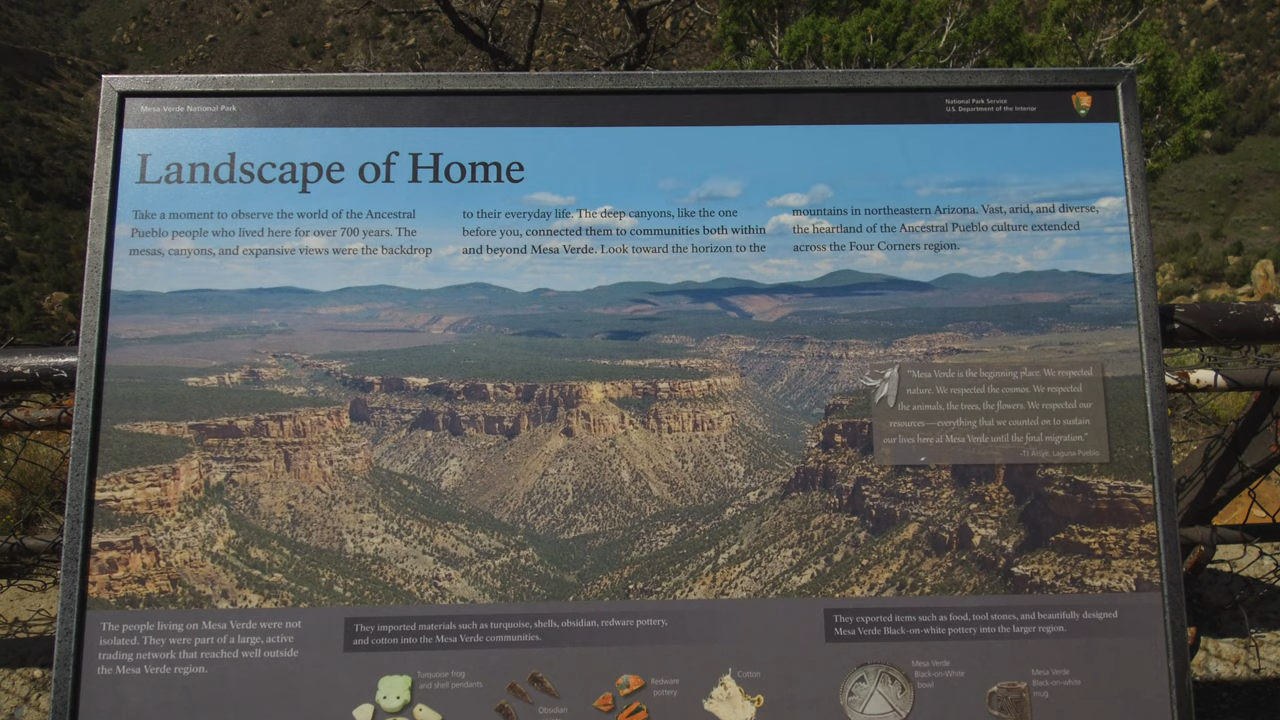 Mesa Verde National Park
National Park Service
U.S. Department of the Interior
Landscape of Home
Take a moment to observe the world of the Ancestral
Pueblo people who lived here for over 700 years. The
mesas, canyons, and expansive views were the backdrop
to their everyday life. The deep canyons, like the one
before you, connected them to communities both within
and beyond Mesa Verde. Look toward the horizon to the
mountains in northeastern Arizona. Vast, arid, and diverse,
the heartland of the Ancestral Pueblo culture extended
across the Four Corners region.
"Mesa Verde is the beginning place. We respected
nature. We respected the cosmos. We respected
the animals, the trees, the flowers. We respected our
resources—everything that we counted on to sustain
our lives here at Mesa Verde until the final migration."
Laguna Pueblo
The people living on Mesa Verde were not
isolated. They were part of a large, active
trading network that reached well outside
the Mesa Verde region.
They imported materials such as turquoise, shells, obsidian, redware pottery,
and cotton into the Mesa Verde communities.
They exported items such as food, tool stones, and beautifully designed
Mesa Verde Black-on-white pottery into the larger region.
Turquoise frog
and shell pendants
Obsidian
Redware
pottery
Cotton
Mesa Verde
Black-on-White
bowl
Mesa Verde
Black-on-white
mug